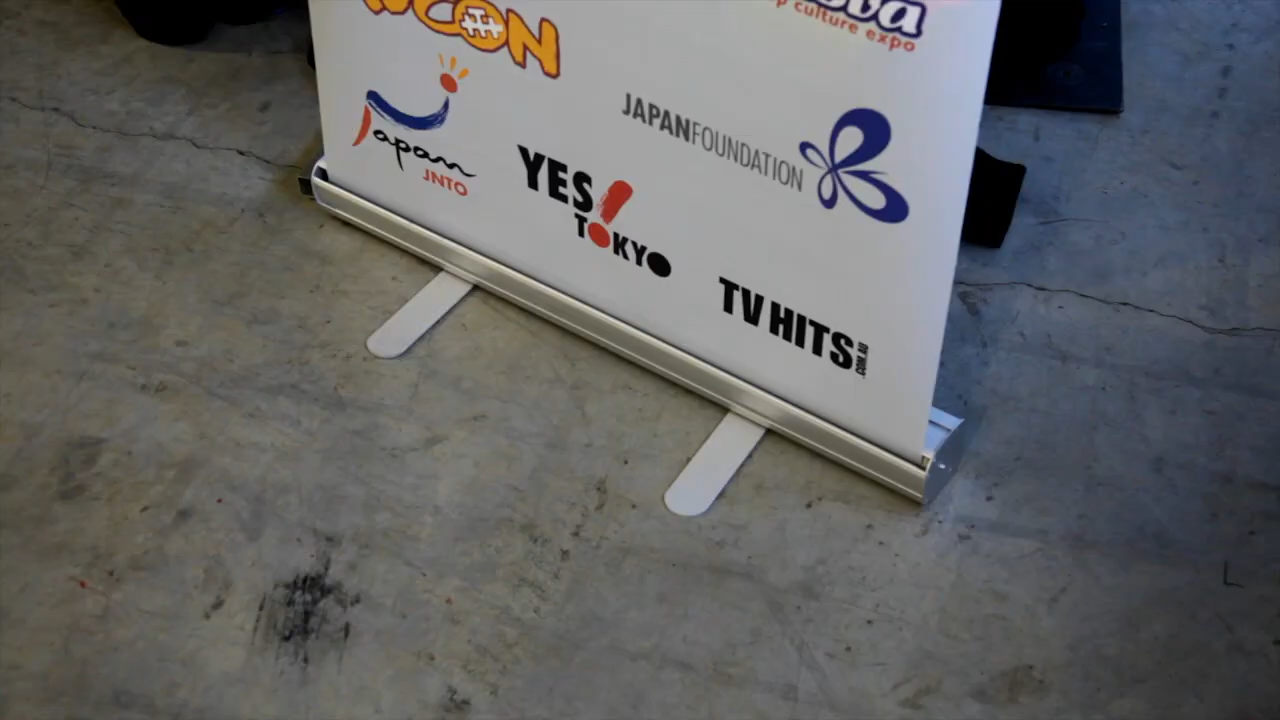 CON
culture expo
Japan
JNTO
JAPANFOUNDATION
YES!
TOKYO
TV HITS
.COM.AU